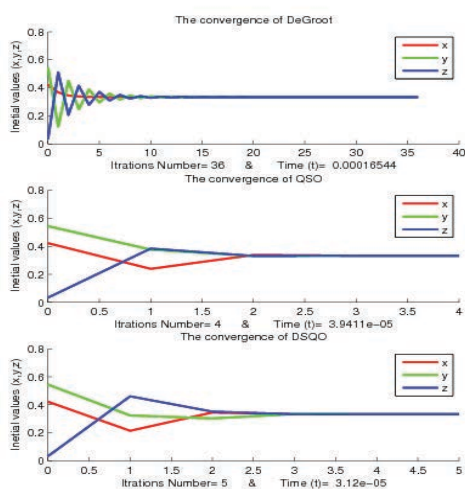 The convergence of DeGroot
Inetial values (x,y,z)
0.8
0.6
0.4
0.2
0
x
y
z
0 5 10 15 20 25 30 35 40
Itrations Number= 36 & Time (t)= 0.00016544
The convergence of QSO
Inetial values (x,y,z)
0.8
0.6
0.4
0.2
0
x
y
z
0 0.5 1 1.5 2 2.5 3 3.5 4
Itrations Number= 4 & Time (t)= 3.9411e-05
The convergence of DSQO
Inetial values (x,y,z)
0.8
0.6
0.4
0.2
0
x
y
z
0 0.5 1 1.5 2 2.5 3 3.5 4 4.5 5
Itrations Number= 5 & Time (t)= 3.12e-05